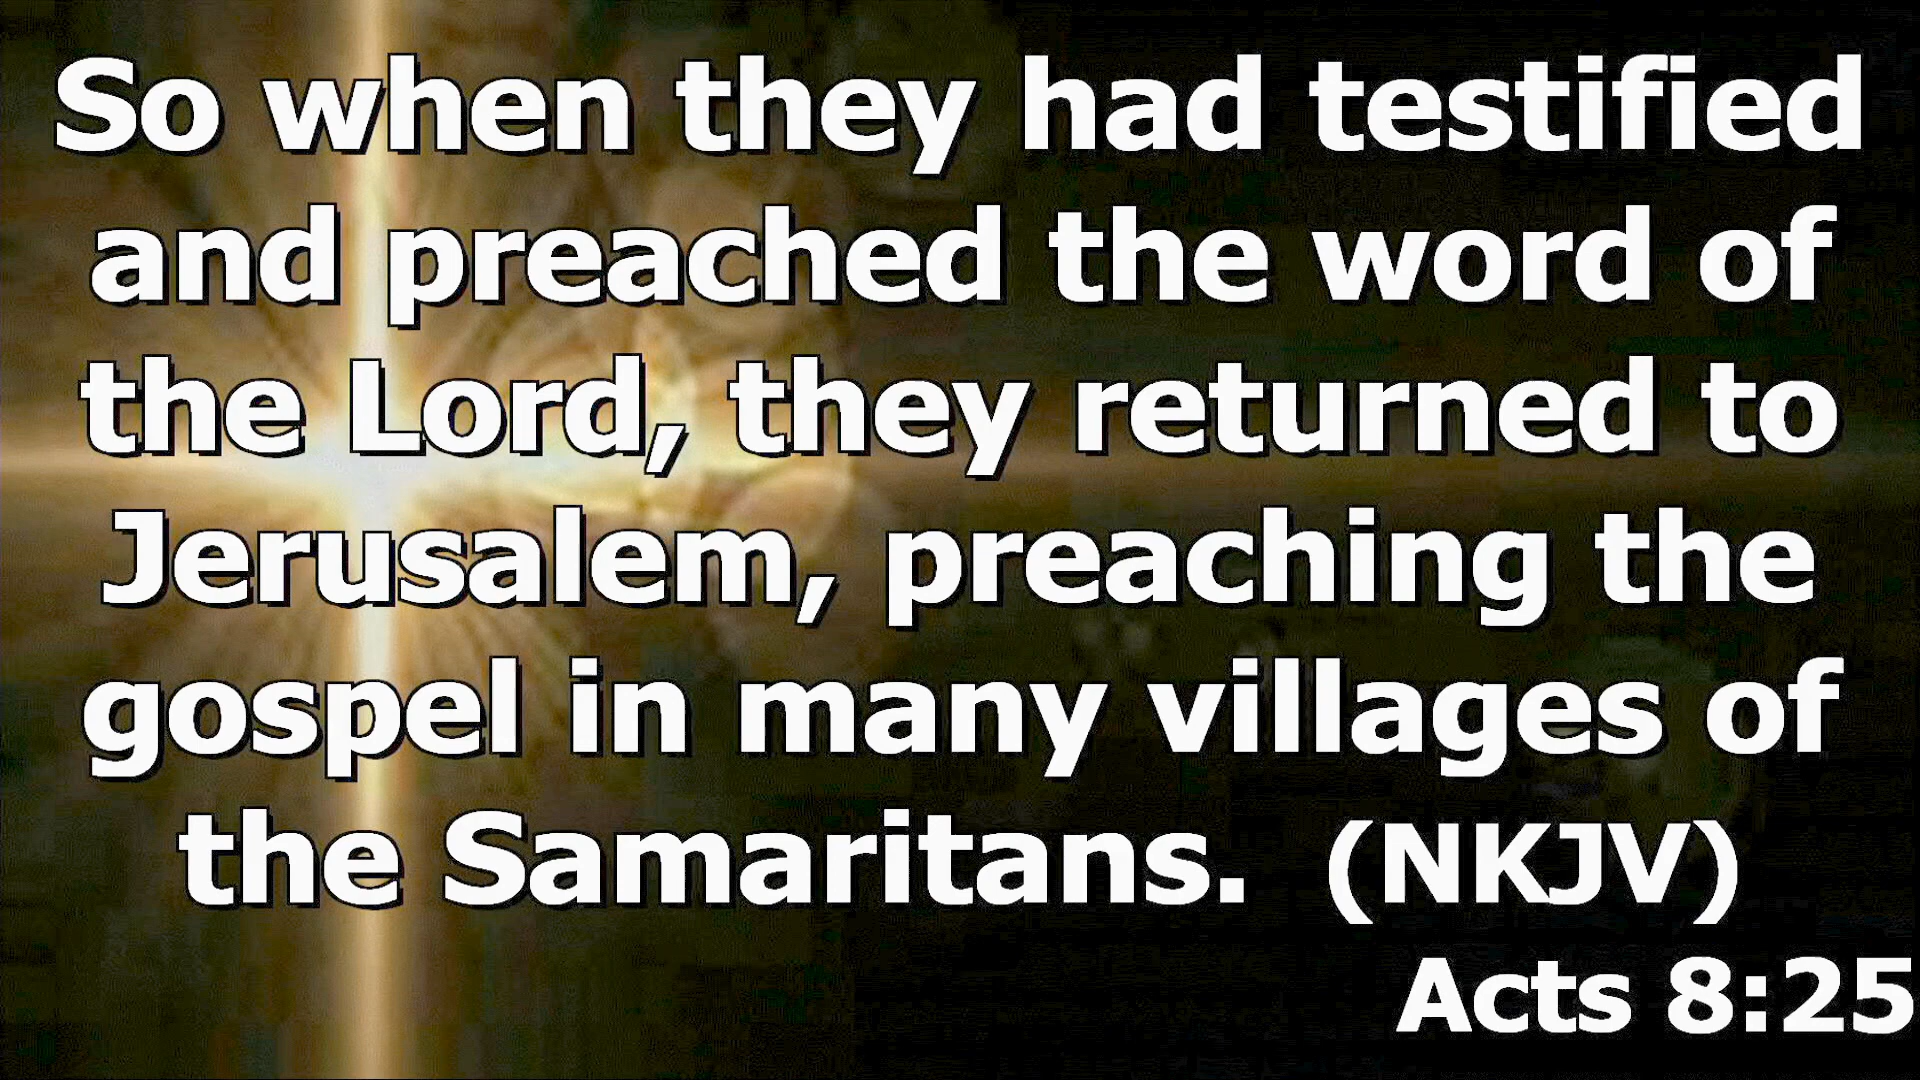 So when they had testified
and preached the word of
the Lord, they returned to
Jerusalem, preaching the
gospel in many villages of
the Samaritans. (NKJV)
Acts 8:25